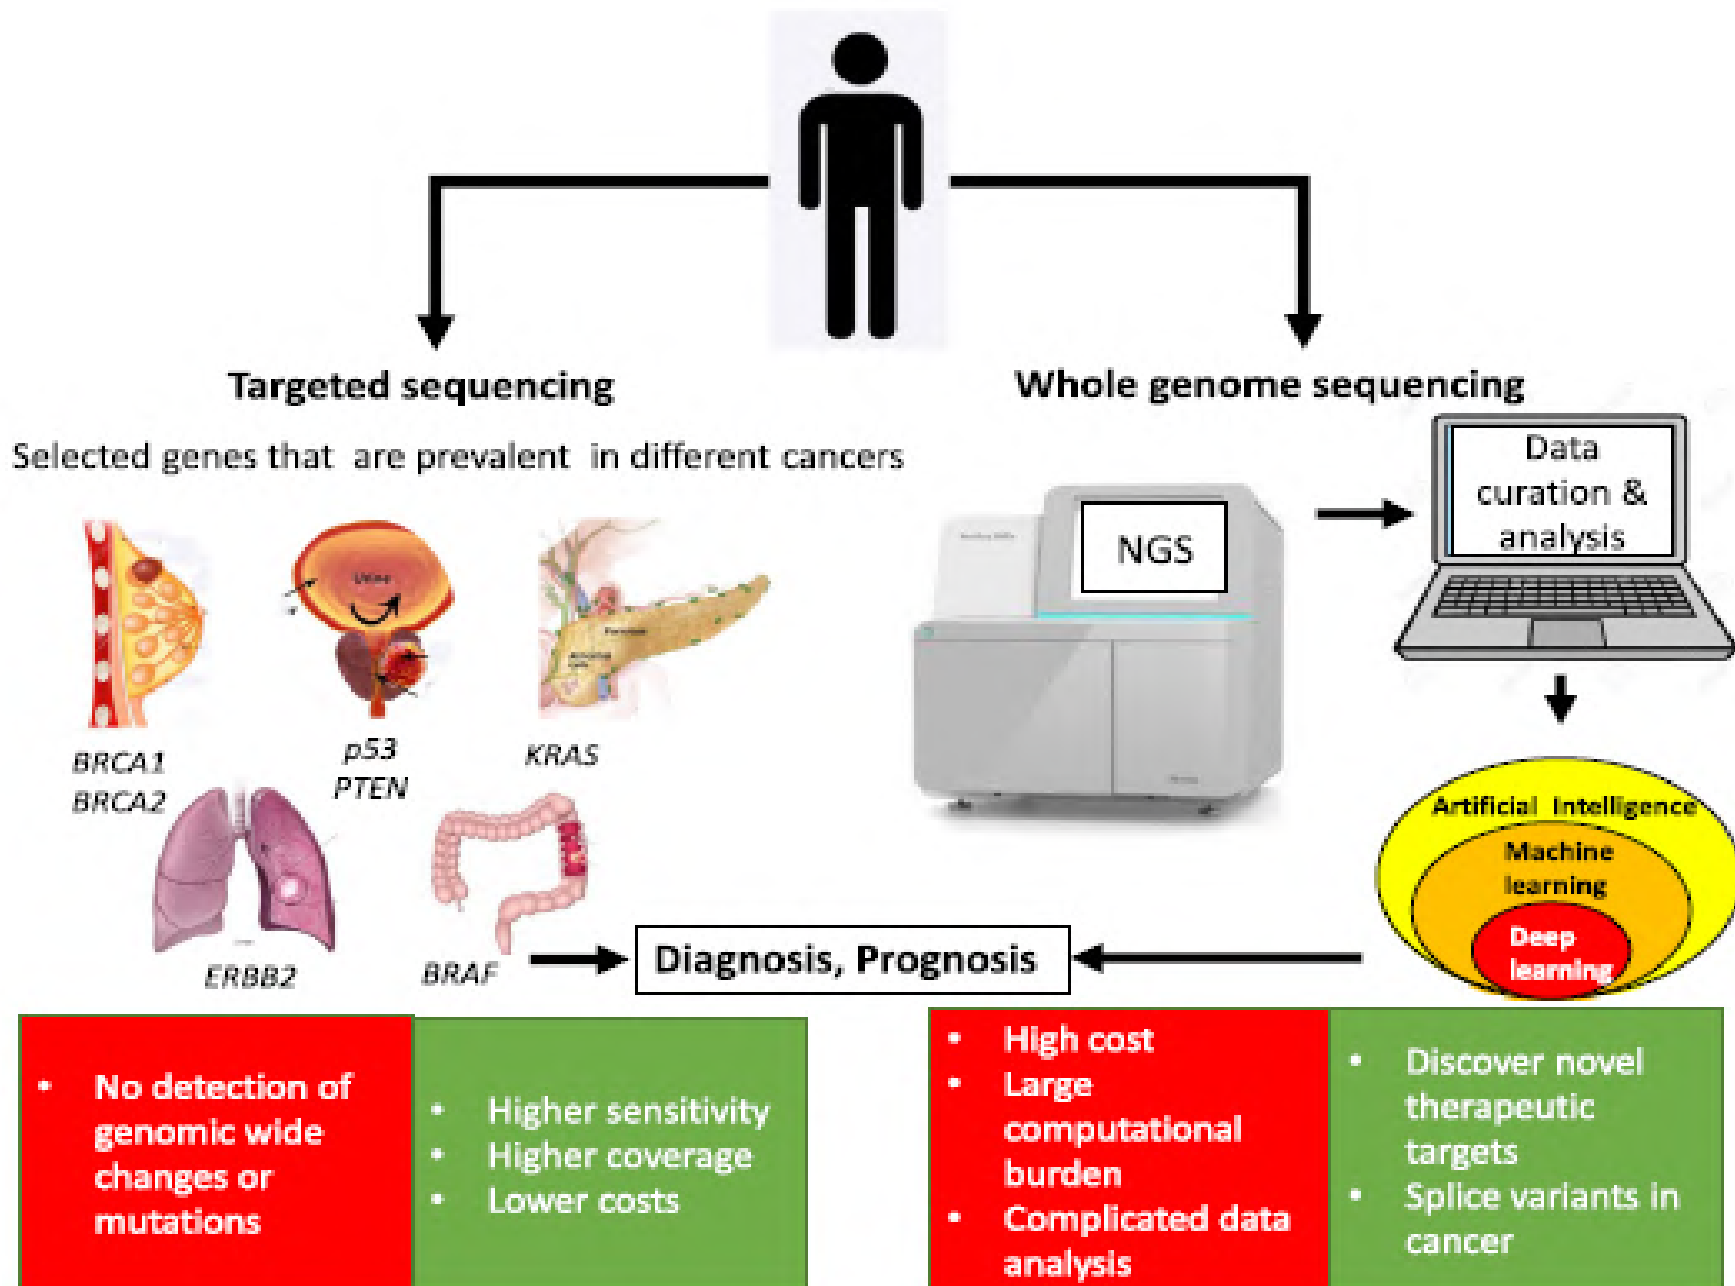 Targeted sequencing
Whole genome sequencing
Selected genes that are prevalent in different cancers
Urine
Pancreas
BRCA1
BRCA2
p53
PTEN
KRAS
ERBB2
BRAF
NGS
Data
curation &
analysis
Artificial Intelligence
Machine
learning
Deep
learning
Diagnosis, Prognosis
• No detection of
genomic wide
changes or
mutations
• Higher sensitivity
• Higher coverage
• Lower costs
• High cost
• Large
computational
burden
• Complicated data
analysis
• Discover novel
therapeutic
targets
• Splice variants in
cancer